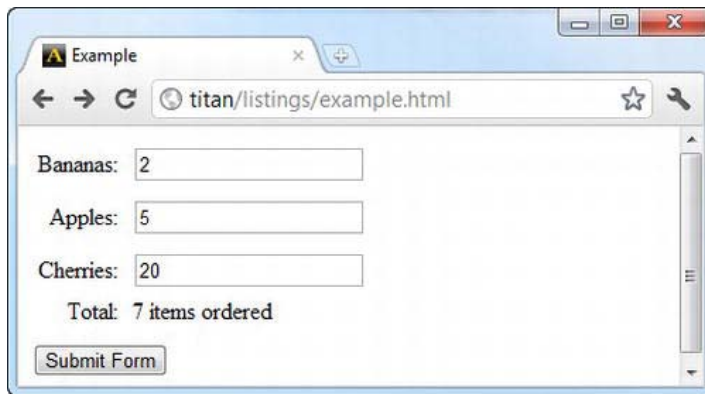 Example
titan/listings/example.html
Bananas: 2
Apples: 5
Cherries: 20
Total: 7 items ordered
Submit Form